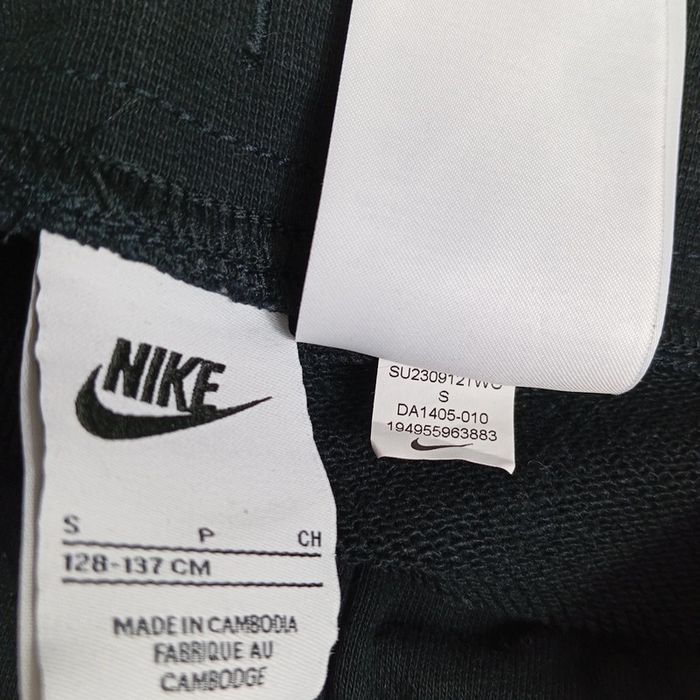 NIKE
S P CH
128-137 CM
MADE IN CAMBODIA
FABRIQUE AU
CAMBODGE
S
DA1405-010
194955963883